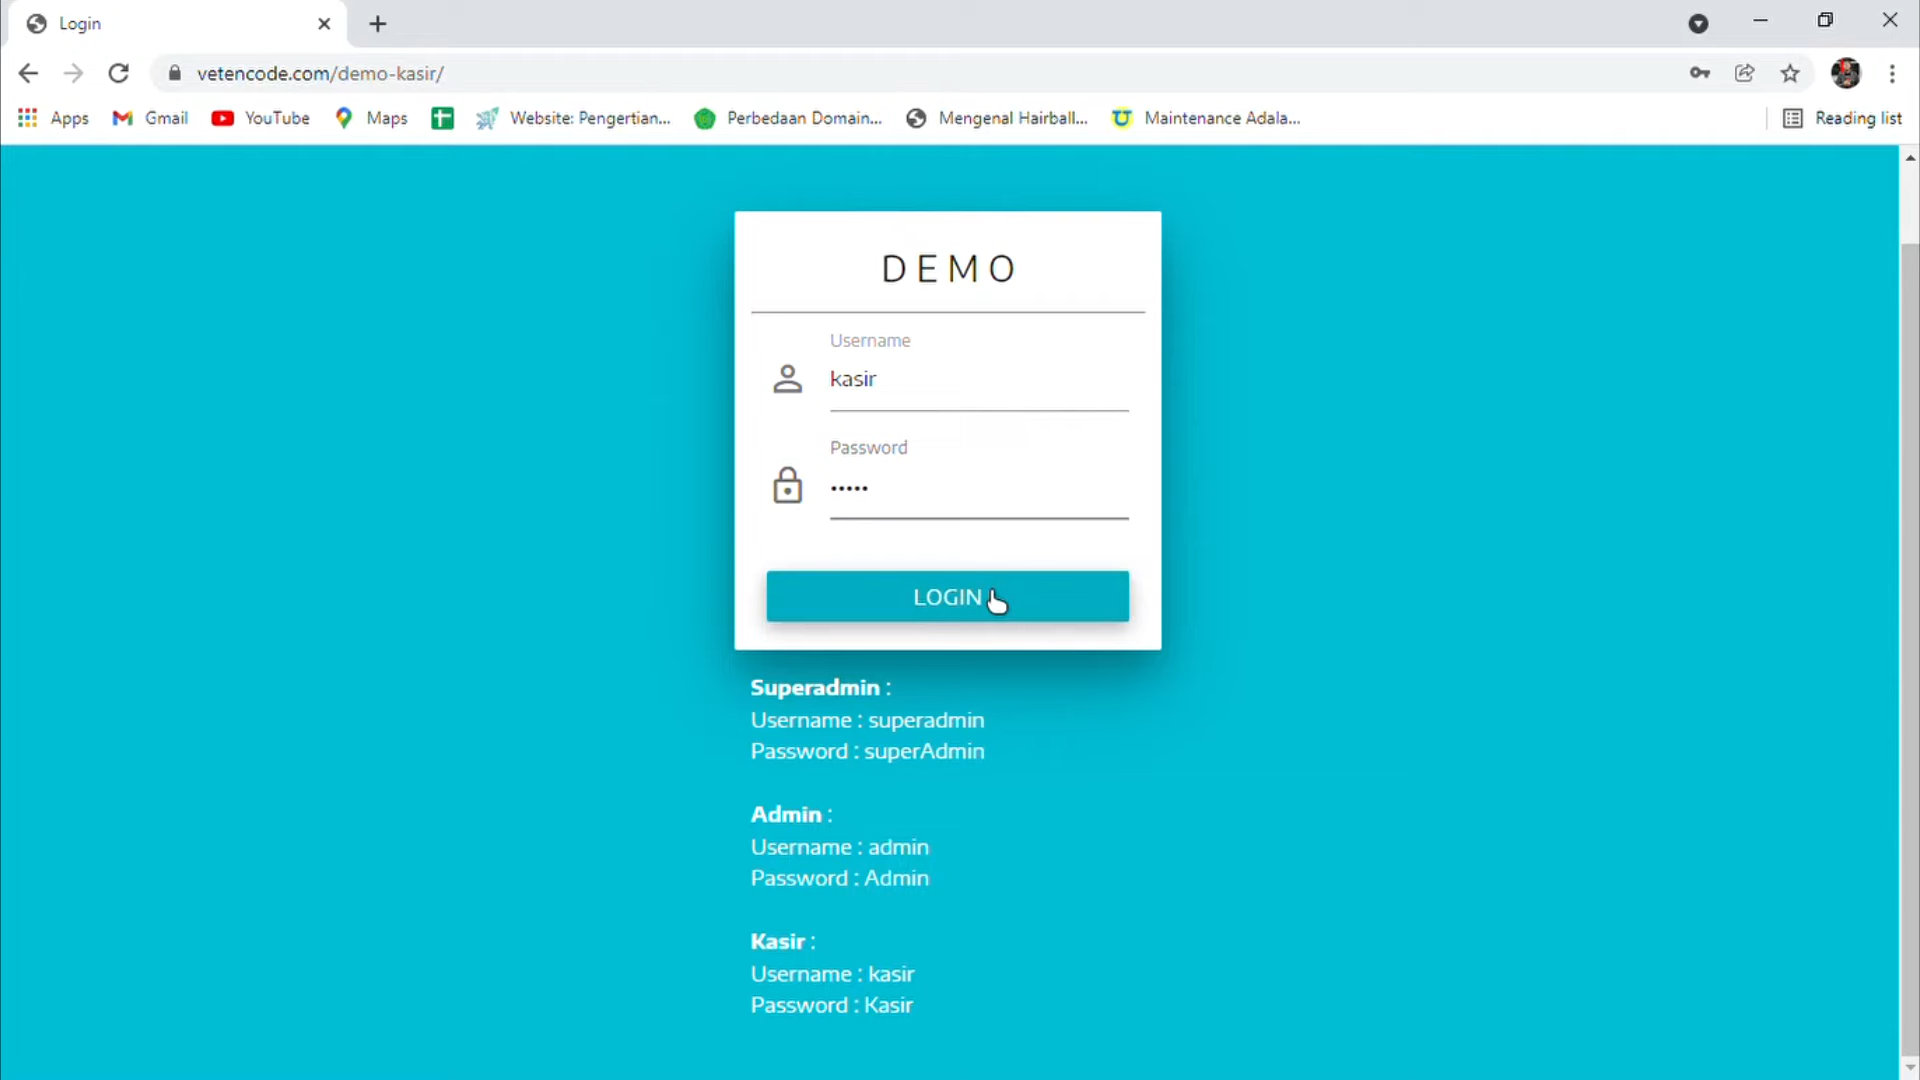 Login
vetencode.com/demo-kasir/
Apps Gmail YouTube Maps Website: Pengertian... Perbedaan Domain... Mengenal Hairball... Maintenance Adala... Reading list
DEMO
Username
kasir
Password
•••••
LOGIN
Superadmin :
Username : superadmin
Password : superAdmin
Admin :
Username : admin
Password : Admin
Kasir :
Username : kasir
Password : Kasir